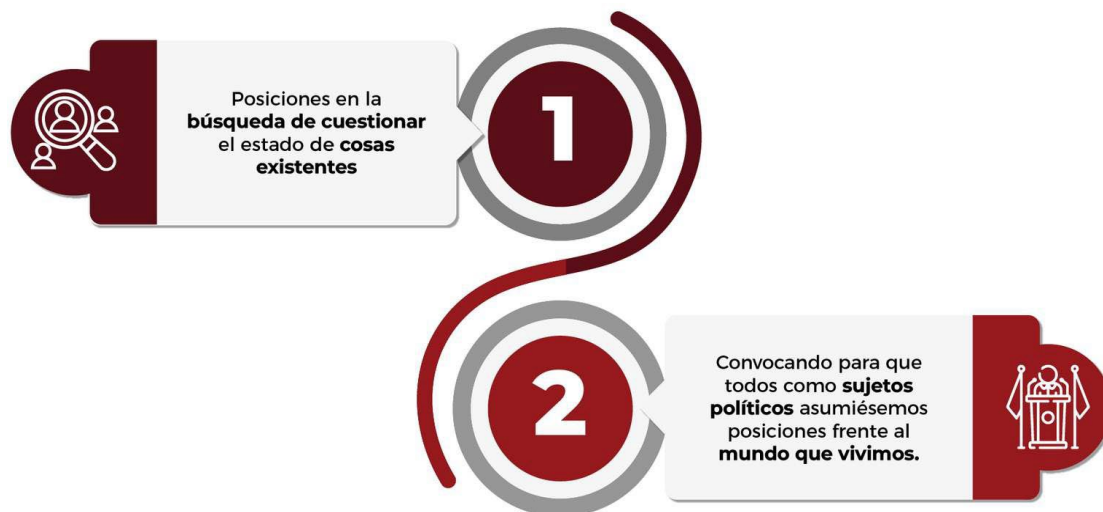 Posiciones en la
búsqueda de cuestionar
el estado de cosas
existentes
1
2
Convocando para que
todos como sujetos
políticos asumiésemos
posiciones frente al
mundo que vivimos.